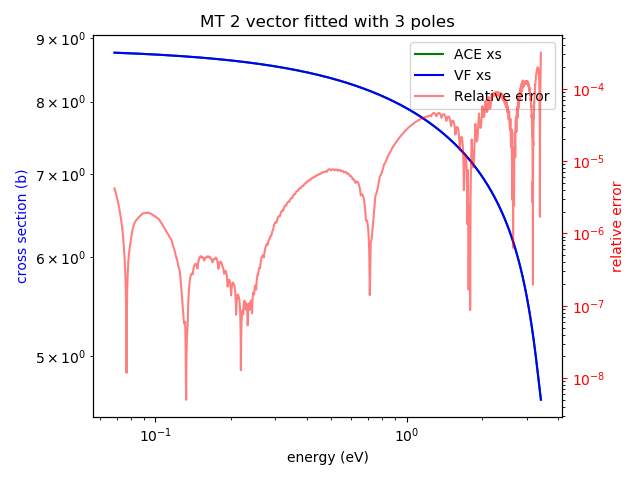 MT 2 vector fitted with 3 poles
ACE xs
VF xs
Relative error
cross section (b)
9 × 10⁰
8 × 10⁰
7 × 10⁰
6 × 10⁰
5 × 10⁰
10⁻⁴
10⁻⁵
10⁻⁶
10⁻⁷
10⁻⁸
relative error
10⁻¹
10⁰
energy (eV)